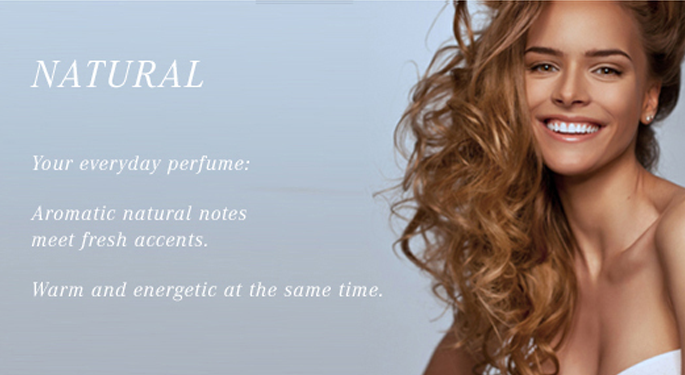 NATURAL
Your everyday perfume:
Aromatic natural notes
meet fresh accents.
Warm and energetic at the same time.